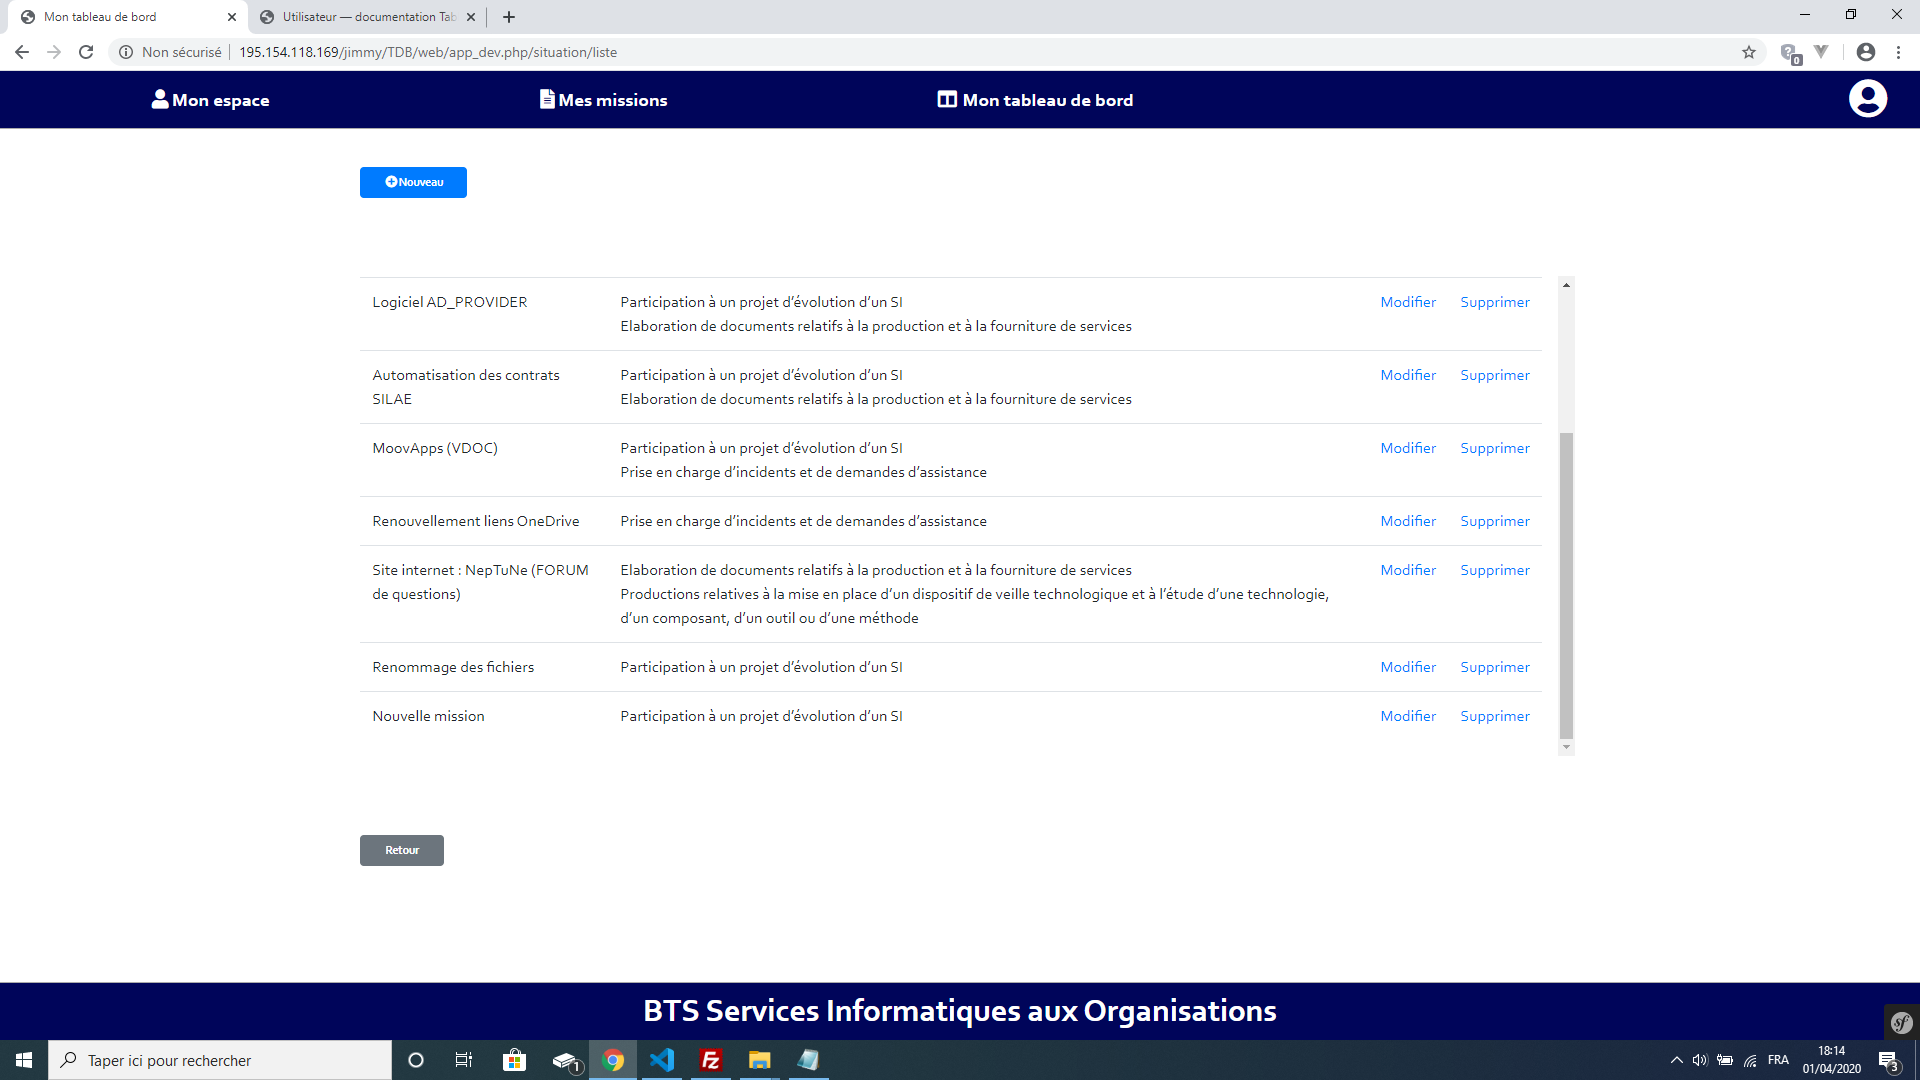 Mon tableau de bord
Utilisateur — documentation Tab
Non sécurisé
195.154.118.169/jimmy/TDB/web/app_dev.php/situation/liste
0
Mon espace
Mes missions
Mon tableau de bord
Nouveau
Logiciel AD_PROVIDER
Participation à un projet d’évolution d’un SI
Elaboration de documents relatifs à la production et à la fourniture de services
Modifier
Supprimer
Automatisation des contrats
SILAE
Participation à un projet d’évolution d’un SI
Elaboration de documents relatifs à la production et à la fourniture de services
Modifier
Supprimer
MoovApps (VDOC)
Participation à un projet d’évolution d’un SI
Prise en charge d’incidents et de demandes d’assistance
Modifier
Supprimer
Renouvellement liens OneDrive
Prise en charge d’incidents et de demandes d’assistance
Modifier
Supprimer
Site internet : NepTuNe (FORUM
de questions)
Elaboration de documents relatifs à la production et à la fourniture de services
Productions relatives à la mise en place d’un dispositif de veille technologique et à l’étude d’une technologie,
d’un composant, d’un outil ou d’une méthode
Modifier
Supprimer
Renommage des fichiers
Participation à un projet d’évolution d’un SI
Modifier
Supprimer
Nouvelle mission
Participation à un projet d’évolution d’un SI
Modifier
Supprimer
Retour
BTS Services Informatiques aux Organisations
sf
Taper ici pour rechercher
1
FZ
FRA
18:14
01/04/2020
3